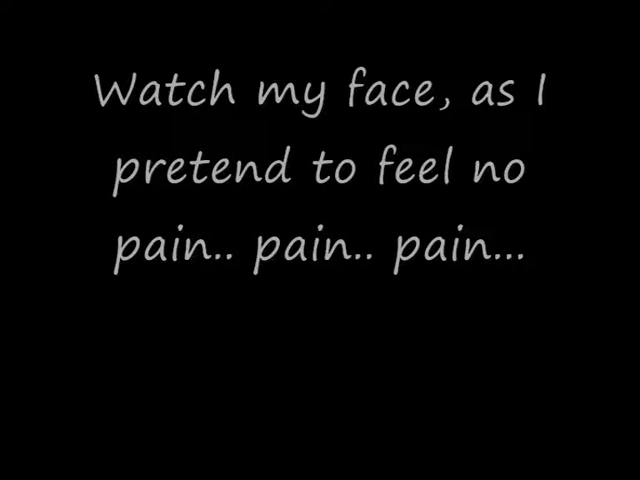 Watch my face, as I
pretend to feel no
pain.. pain.. pain...